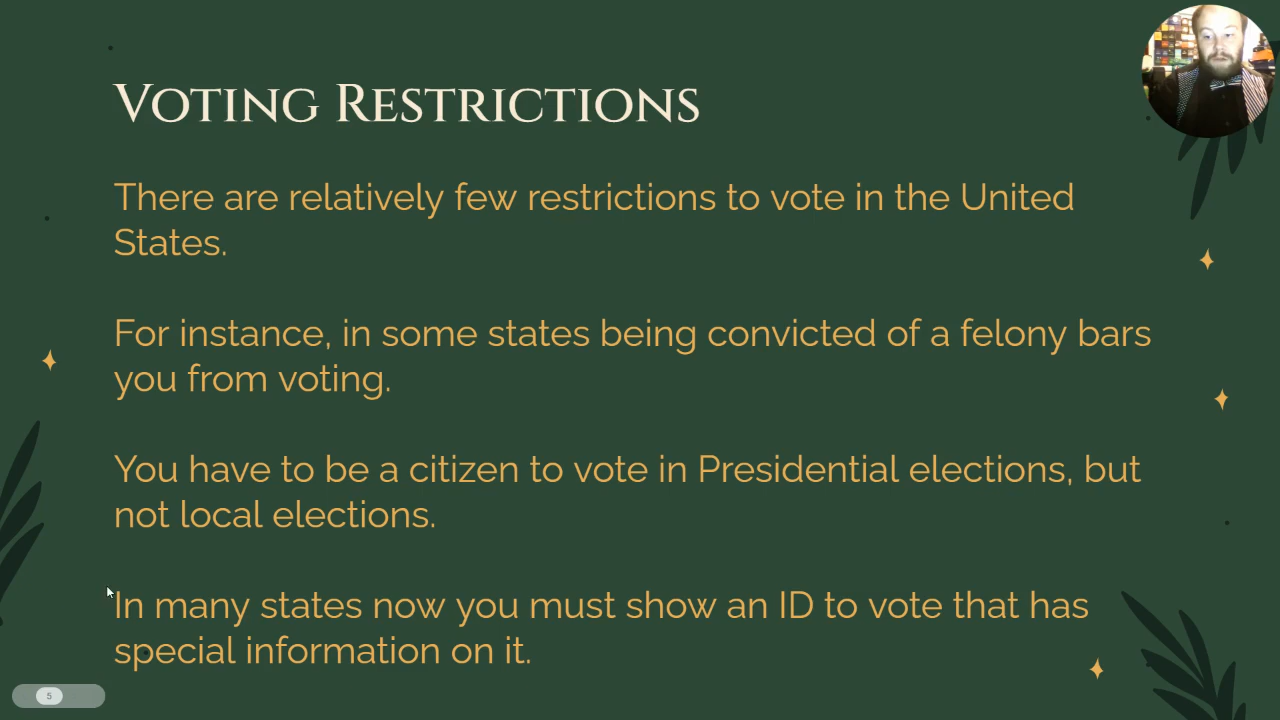 Voting Restrictions
There are relatively few restrictions to vote in the United
States.
For instance, in some states being convicted of a felony bars
you from voting.
You have to be a citizen to vote in Presidential elections, but
not local elections.
In many states now you must show an ID to vote that has
special information on it.
5